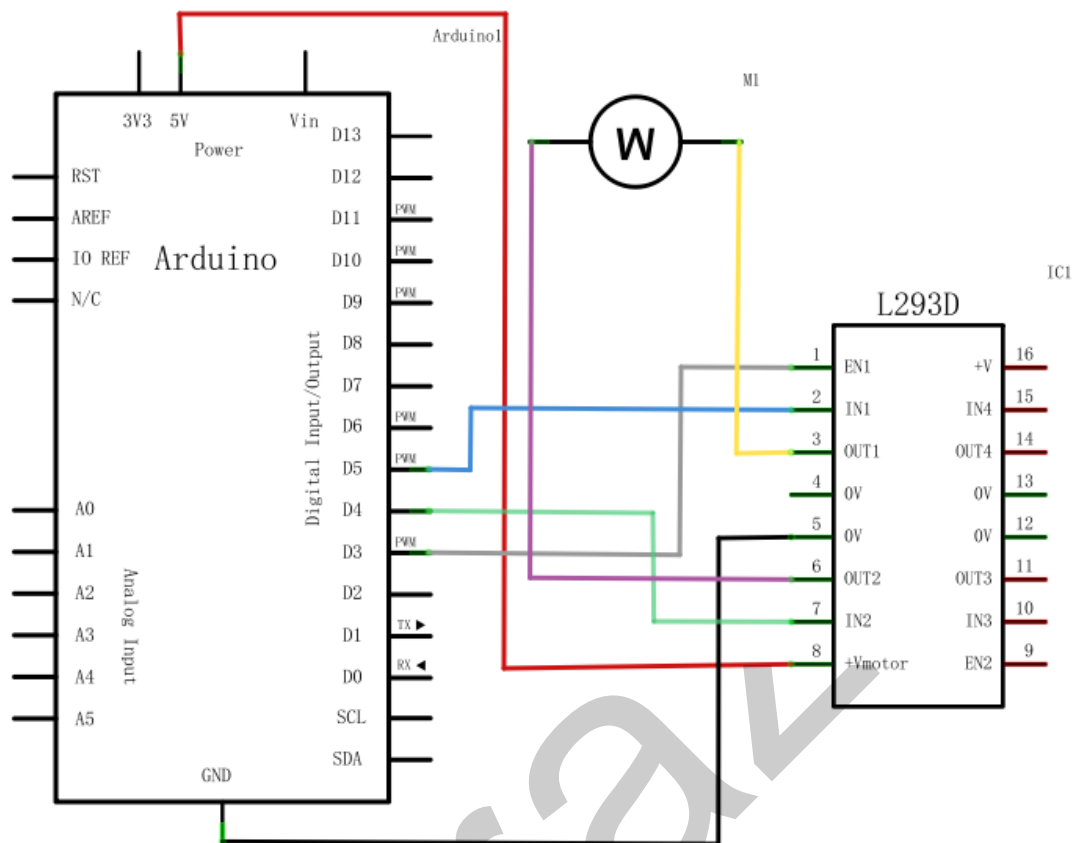 Arduino1
3V3 5V Vin
Power
RST
AREF
IO REF
N/C
Arduino
A0
A1
A2
A3
A4
A5
Analog Input
D13
D12
PWM D11
PWM D10
PWM D9
D8
D7
PWM D6
PWM D5
D4
PWM D3
D2
TX D1
RX D0
SCL
SDA
Digital Input/Output
GND
M1
W
IC1
L293D
1 EN1 +V 16
2 IN1 IN4 15
3 OUT1 OUT4 14
4 0V 0V 13
5 0V 0V 12
6 OUT2 OUT3 11
7 IN2 IN3 10
8 +Vmotor EN2 9